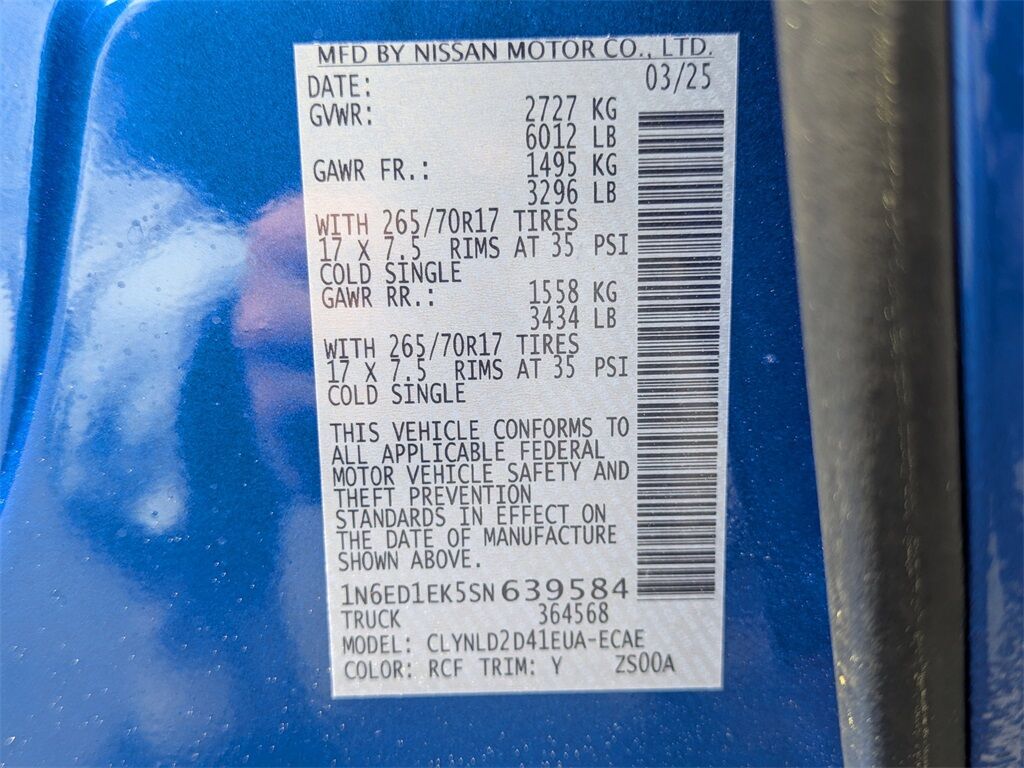 MFD BY NISSAN MOTOR CO., LTD.
DATE: 03/25
GVWR: 2727 KG
6012 LB
GAWR FR.: 1495 KG
3296 LB
WITH 265/70R17 TIRES
17 X 7.5 RIMS AT 35 PSI
COLD SINGLE
GAWR RR.: 1558 KG
3434 LB
WITH 265/70R17 TIRES
17 X 7.5 RIMS AT 35 PSI
COLD SINGLE
THIS VEHICLE CONFORMS TO
ALL APPLICABLE FEDERAL
MOTOR VEHICLE SAFETY AND
THEFT PREVENTION
STANDARDS IN EFFECT ON
THE DATE OF MANUFACTURE
SHOWN ABOVE.
1N6ED1EK5SN639584
TRUCK 364568
MODEL: CLYNLD2D41EUA-ECAE
COLOR: RCF TRIM: Y ZS00A